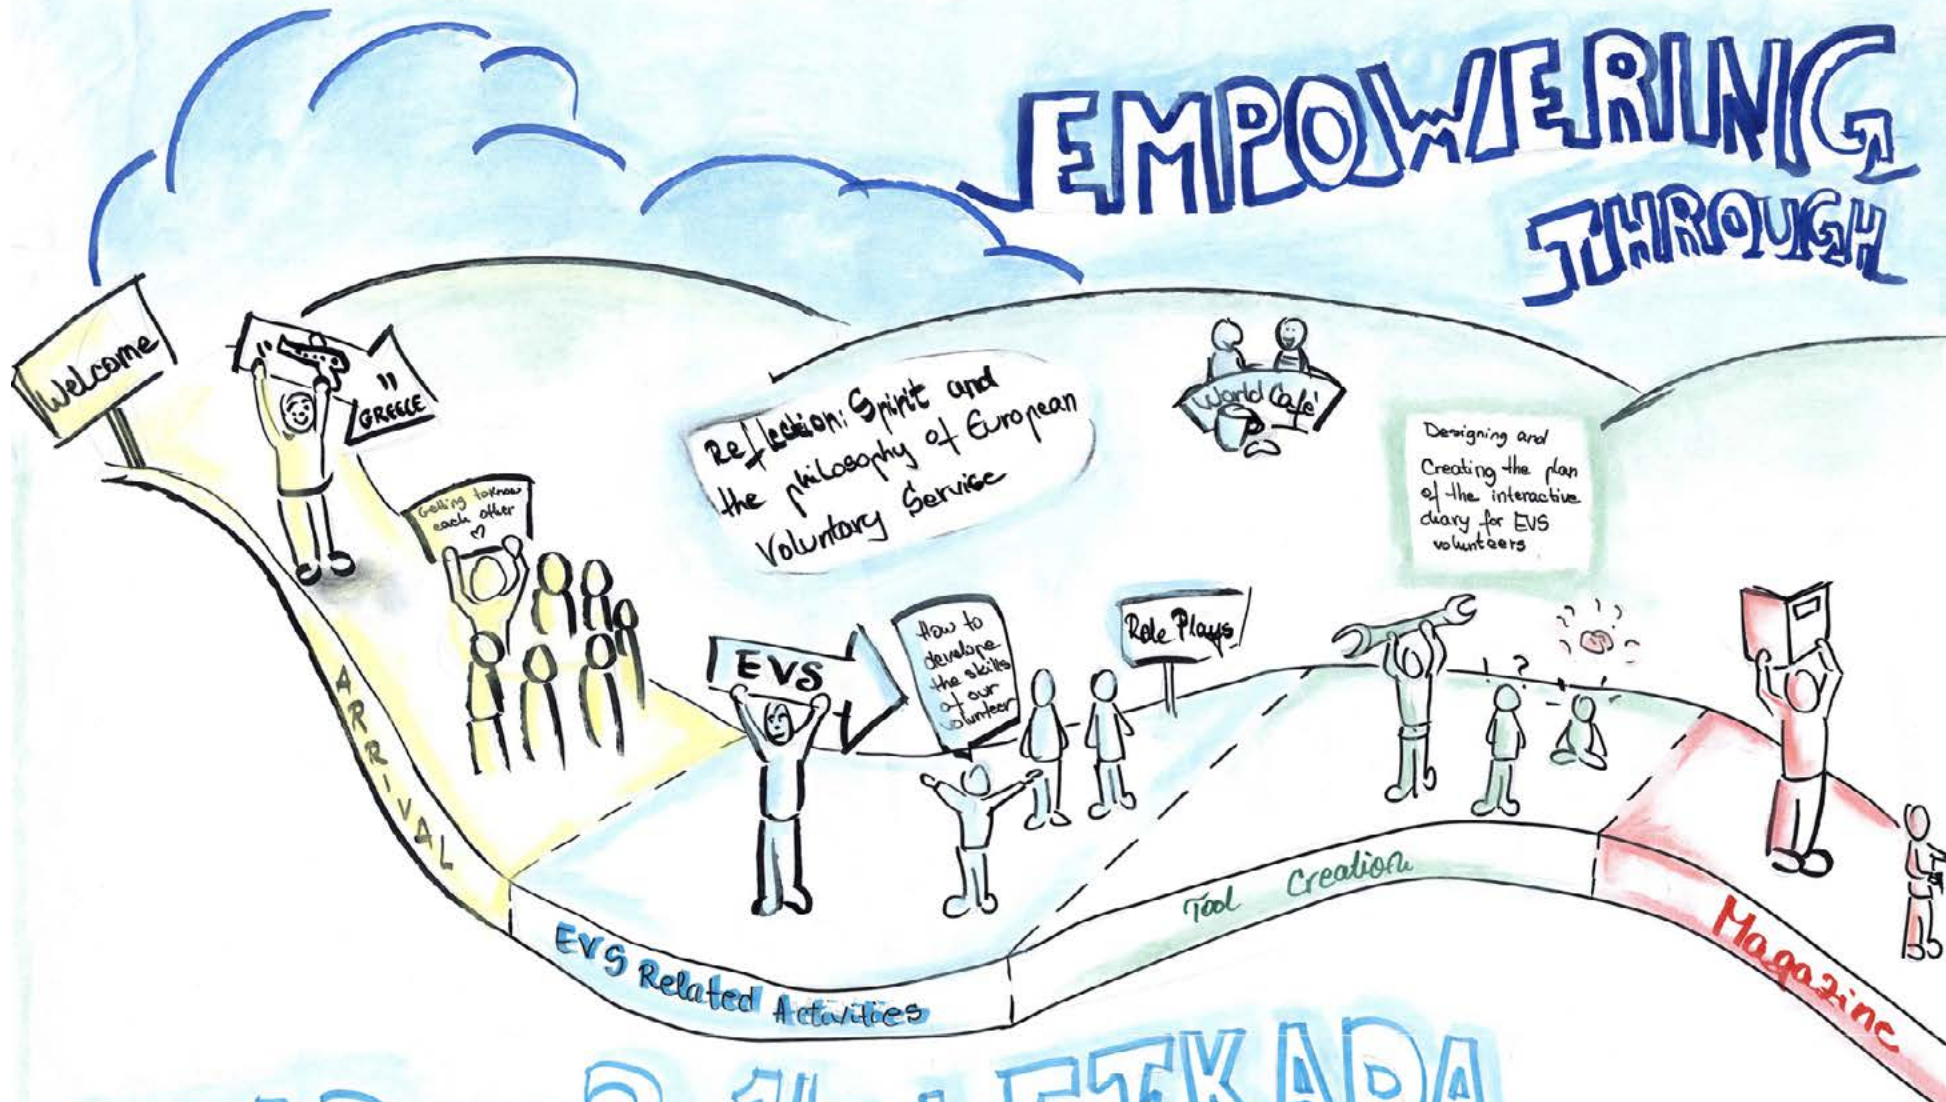 EMPOWERING
THROUGH
Welcome
"
"
GREECE
Getting to know
each other
Reflection: Spirit and
the philosophy of European
Voluntary Servise
World Café
Designing and
Creating the plan
of the interactive
diary for EVS
volunteers
EVS
How to
develope
the skills
of our
volunteer
Role Plays
! ?
ARRIVAL
EVS Related Activities
Tool Creation
Magazine